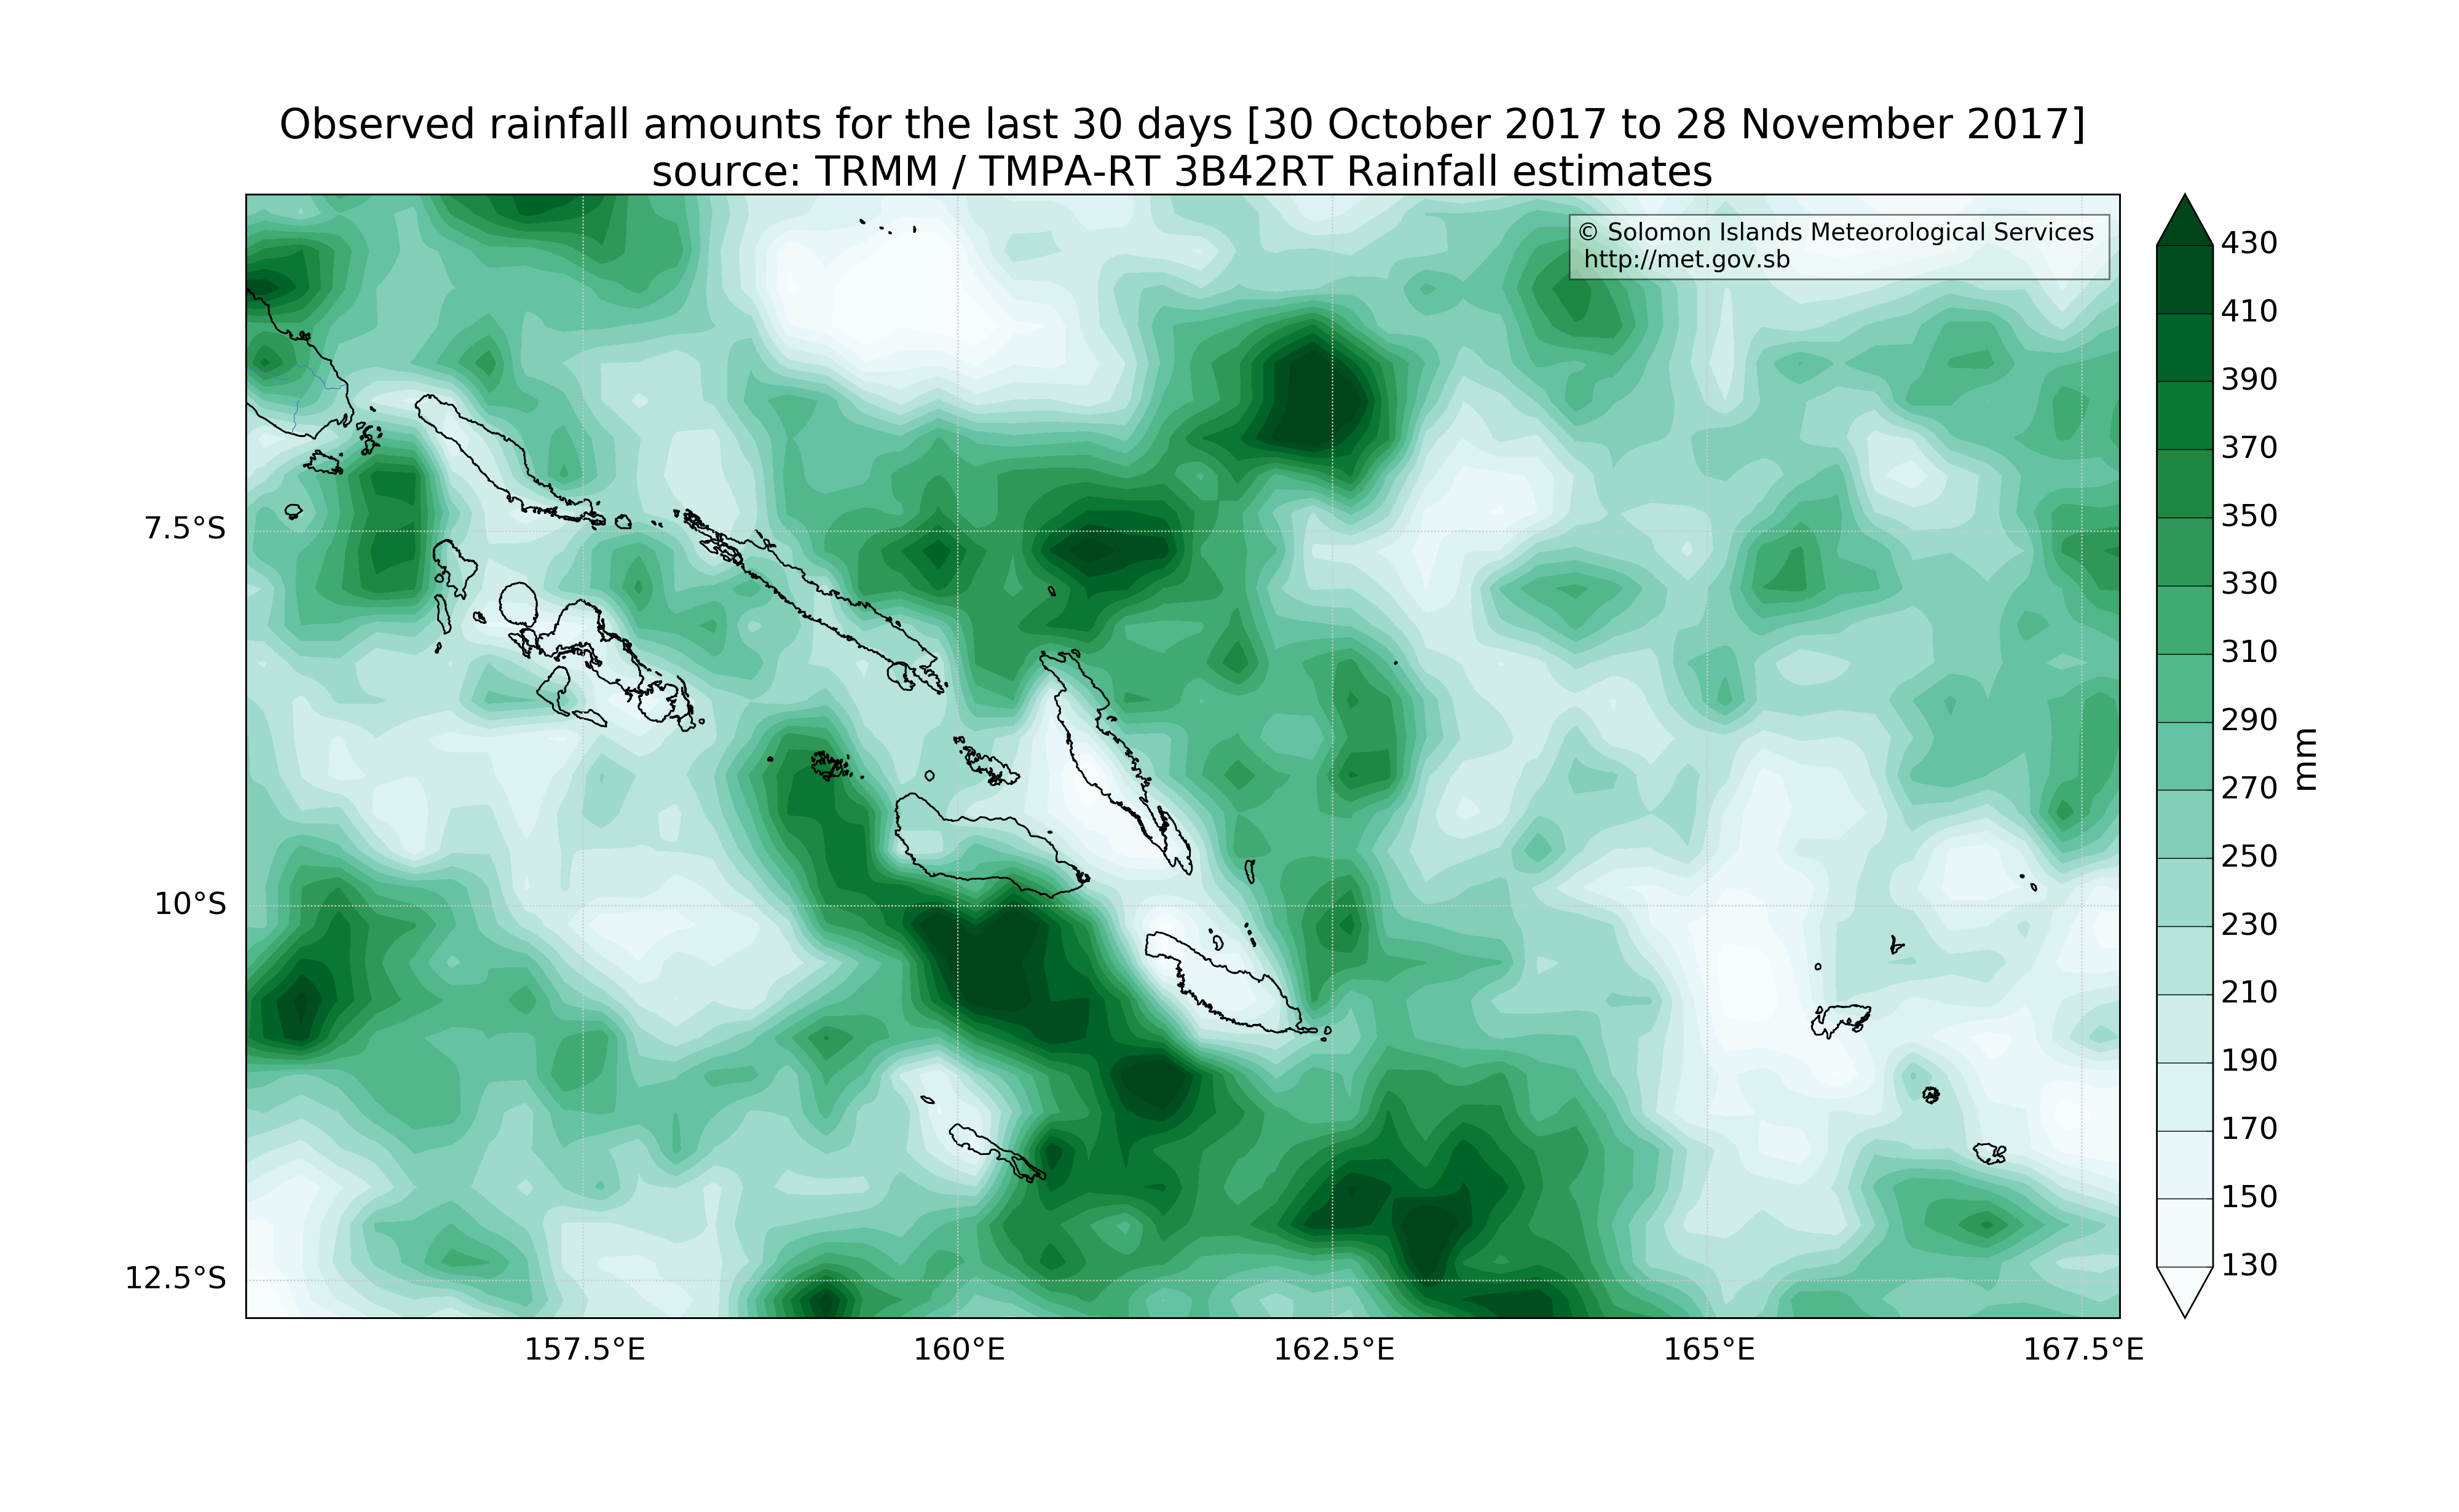 Observed rainfall amounts for the last 30 days [30 October 2017 to 28 November 2017]
source: TRMM / TMPA-RT 3B42RT Rainfall estimates
© Solomon Islands Meteorological Services
http://met.gov.sb
7.5°S
10°S
12.5°S
157.5°E
160°E
162.5°E
165°E
167.5°E
430
410
390
370
350
330
310
290
270
250
230
210
190
170
150
130
mm